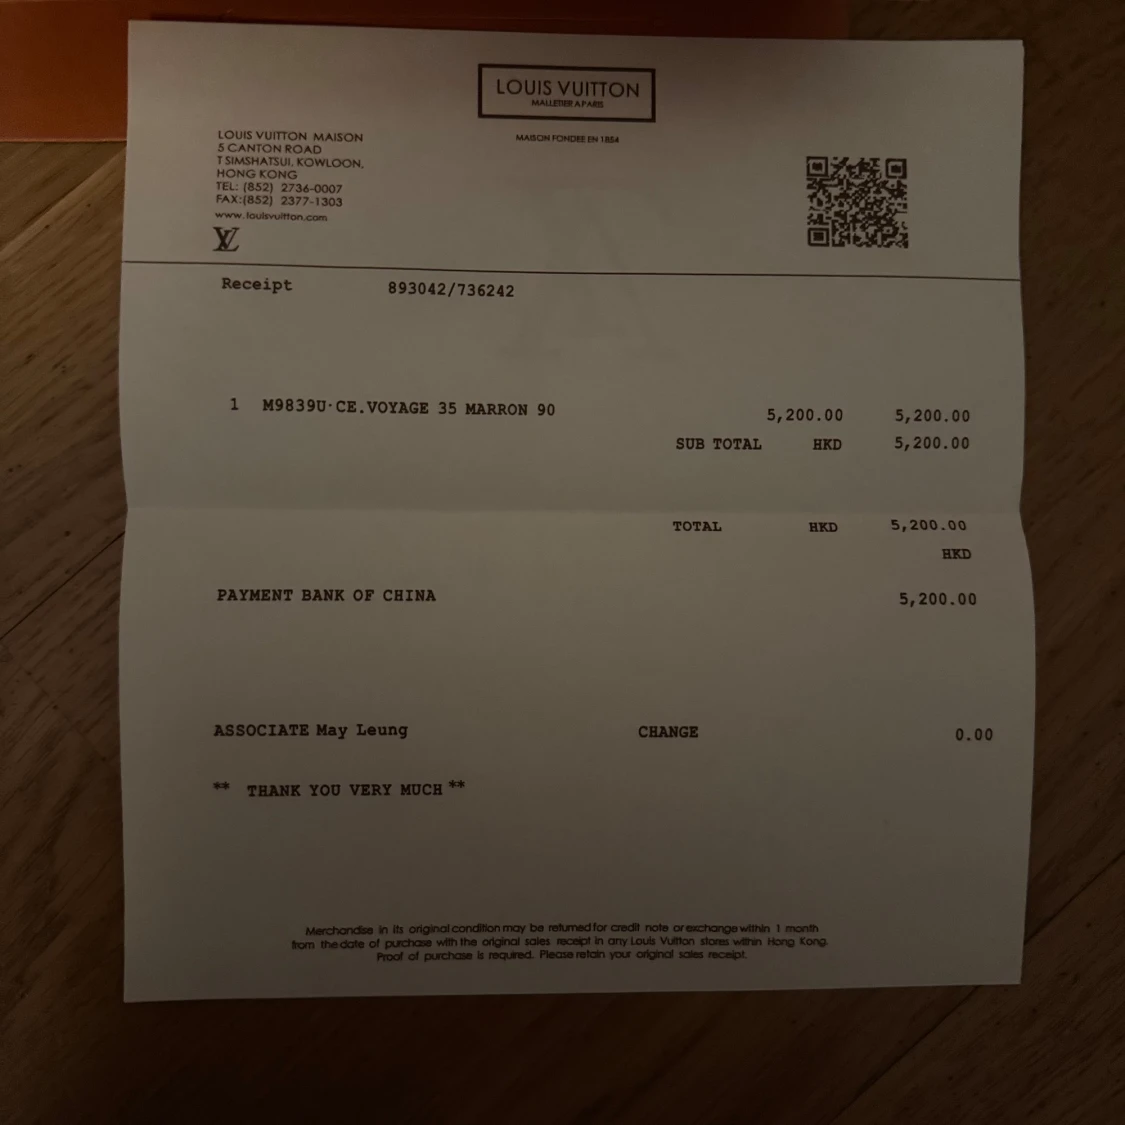 LOUIS VUITTON
MALLETIER A PARIS
MAISON FONDEE EN 1854
LOUIS VUITTON MAISON
5 CANTON ROAD
T SIMSHATSUI, KOWLOON,
HONG KONG
TEL: (852) 2736-0007
FAX:(852) 2377-1303
www.louisvuitton.com
LV
Receipt 893042/736242
1 M9839U·CE.VOYAGE 35 MARRON 90 5,200.00 5,200.00
SUB TOTAL HKD 5,200.00
TOTAL HKD 5,200.00
HKD
PAYMENT BANK OF CHINA 5,200.00
ASSOCIATE May Leung CHANGE 0.00
** THANK YOU VERY MUCH **
Merchandise in its original condition may be returned for credit note or exchange within 1 month
from the date of purchase with the original sales receipt in any Louis Vuitton stores within Hong Kong.
Proof of purchase is required. Please retain your original sales receipt.